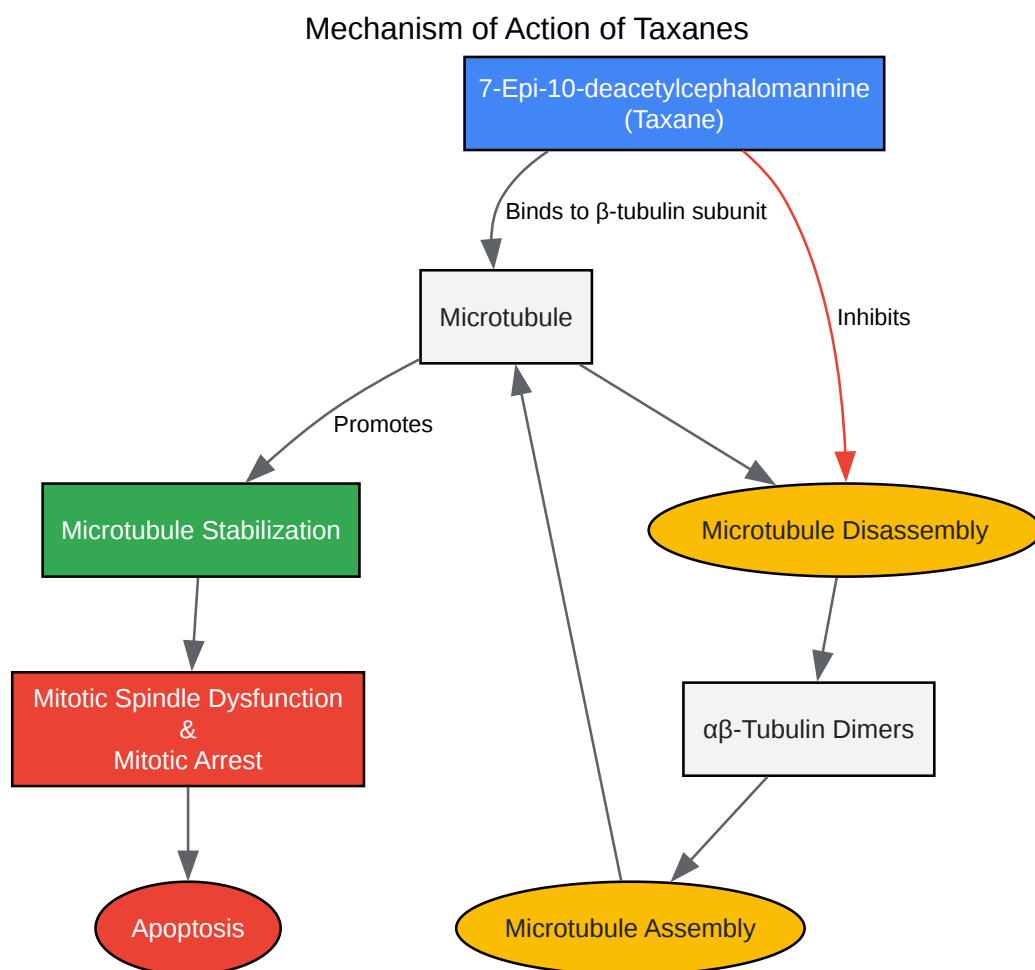 Mechanism of Action of Taxanes
7-Epi-10-deacetylcephalomannine
(Taxane)
Binds to β-tubulin subunit
Microtubule
Inhibits
Promotes
Microtubule Stabilization
Microtubule Disassembly
Mitotic Spindle Dysfunction
&
Mitotic Arrest
αβ-Tubulin Dimers
Apoptosis
Microtubule Assembly